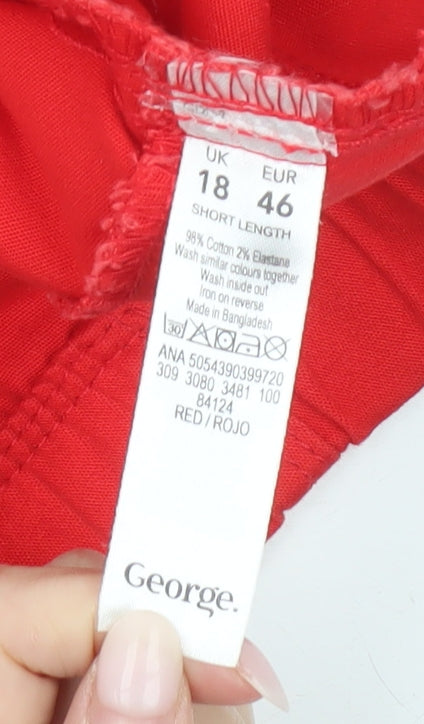 UK EUR
18 46
SHORT LENGTH
98% Cotton 2% Elastane
Wash similar colours together
Wash inside out
Iron on reverse
Made in Bangladesh
30
ANA 5054390399720
309 3080 3481 100
84124
RED / ROJO
George.